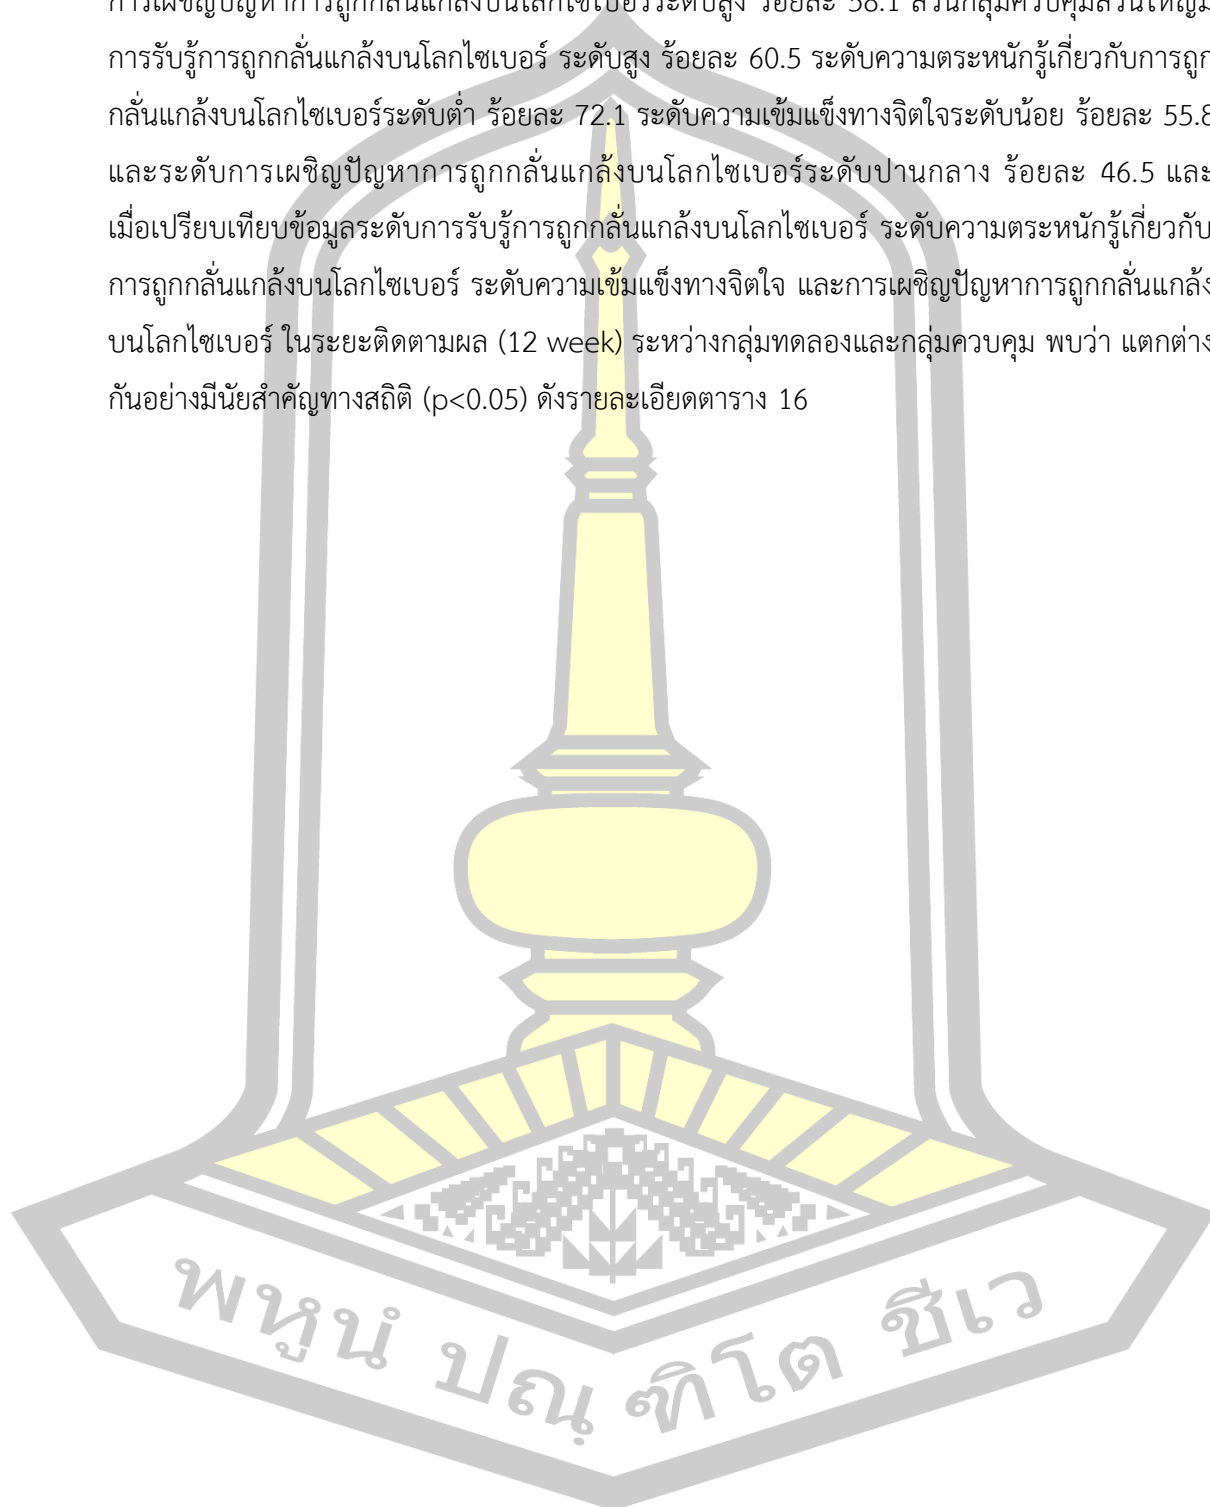 การเผชิญปัญหาการถูกกลั่นแกล้งบนโลกไซเบอร์ระดับสูง ร้อยละ 58.1 ส่วนกลุ่มควบคุมส่วนใหญ่มี
การรับรู้การถูกกลั่นแกล้งบนโลกไซเบอร์ ระดับสูง ร้อยละ 60.5 ระดับความตระหนักรู้เกี่ยวกับการถูก
กลั่นแกล้งบนโลกไซเบอร์ระดับต่ำ ร้อยละ 72.1 ระดับความเข้มแข็งทางจิตใจระดับน้อย ร้อยละ 55.8
และระดับการเผชิญปัญหาการถูกกลั่นแกล้งบนโลกไซเบอร์ระดับปานกลาง ร้อยละ 46.5 และ
เมื่อเปรียบเทียบข้อมูลระดับการรับรู้การถูกกลั่นแกล้งบนโลกไซเบอร์ ระดับความตระหนักรู้เกี่ยวกับ
การถูกกลั่นแกล้งบนโลกไซเบอร์ ระดับความเข้มแข็งทางจิตใจ และการเผชิญปัญหาการถูกกลั่นแกล้ง
บนโลกไซเบอร์ ในระยะติดตามผล (12 week) ระหว่างกลุ่มทดลองและกลุ่มควบคุม พบว่า แตกต่าง
กันอย่างมีนัยสำคัญทางสถิติ (p<0.05) ดังรายละเอียดตาราง 16
พหูนํ ปณฺฑิโต ชีเว